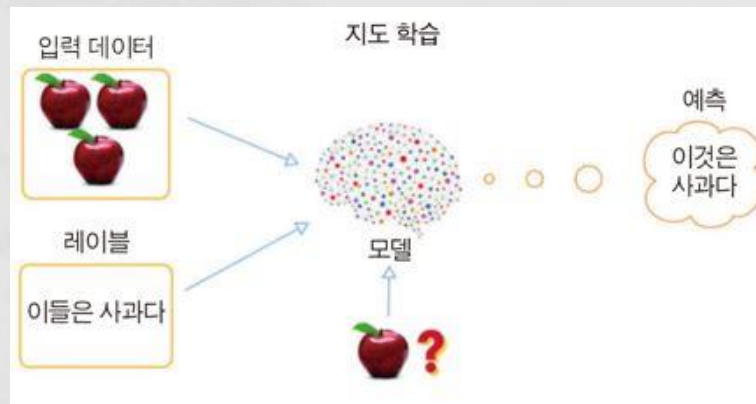 지도 학습
입력 데이터
레이블
이들은 사과다
모델
?
예측
이것은
사과다